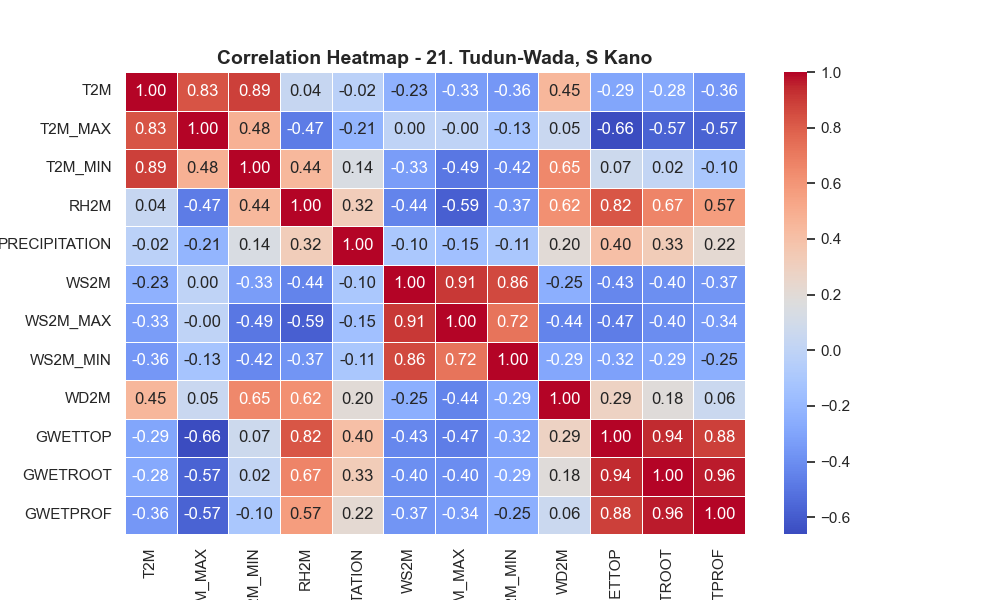 Correlation Heatmap - 21. Tudun-Wada, S Kano
T2M 1.00 0.83 0.89 0.04 -0.02 -0.23 -0.33 -0.36 0.45 -0.29 -0.28 -0.36
T2M_MAX 0.83 1.00 0.48 -0.47 -0.21 0.00 -0.00 -0.13 0.05 -0.66 -0.57 -0.57
T2M_MIN 0.89 0.48 1.00 0.44 0.14 -0.33 -0.49 -0.42 0.65 0.07 0.02 -0.10
RH2M 0.04 -0.47 0.44 1.00 0.32 -0.44 -0.59 -0.37 0.62 0.82 0.67 0.57
PRECIPITATION -0.02 -0.21 0.14 0.32 1.00 -0.10 -0.15 -0.11 0.20 0.40 0.33 0.22
WS2M -0.23 0.00 -0.33 -0.44 -0.10 1.00 0.91 0.86 -0.25 -0.43 -0.40 -0.37
WS2M_MAX -0.33 -0.00 -0.49 -0.59 -0.15 0.91 1.00 0.72 -0.44 -0.47 -0.40 -0.34
WS2M_MIN -0.36 -0.13 -0.42 -0.37 -0.11 0.86 0.72 1.00 -0.29 -0.32 -0.29 -0.25
WD2M 0.45 0.05 0.65 0.62 0.20 -0.25 -0.44 -0.29 1.00 0.29 0.18 0.06
GWETTOP -0.29 -0.66 0.07 0.82 0.40 -0.43 -0.47 -0.32 0.29 1.00 0.94 0.88
GWETROOT -0.28 -0.57 0.02 0.67 0.33 -0.40 -0.40 -0.29 0.18 0.94 1.00 0.96
GWETPROF -0.36 -0.57 -0.10 0.57 0.22 -0.37 -0.34 -0.25 0.06 0.88 0.96 1.00
T2M
M_MAX
2M_MIN
RH2M
TATION
WS2M
M_MAX
2M_MIN
WD2M
ETTOP
TROOT
TPROF
1.0
0.8
0.6
0.4
0.2
0.0
−0.2
−0.4
−0.6